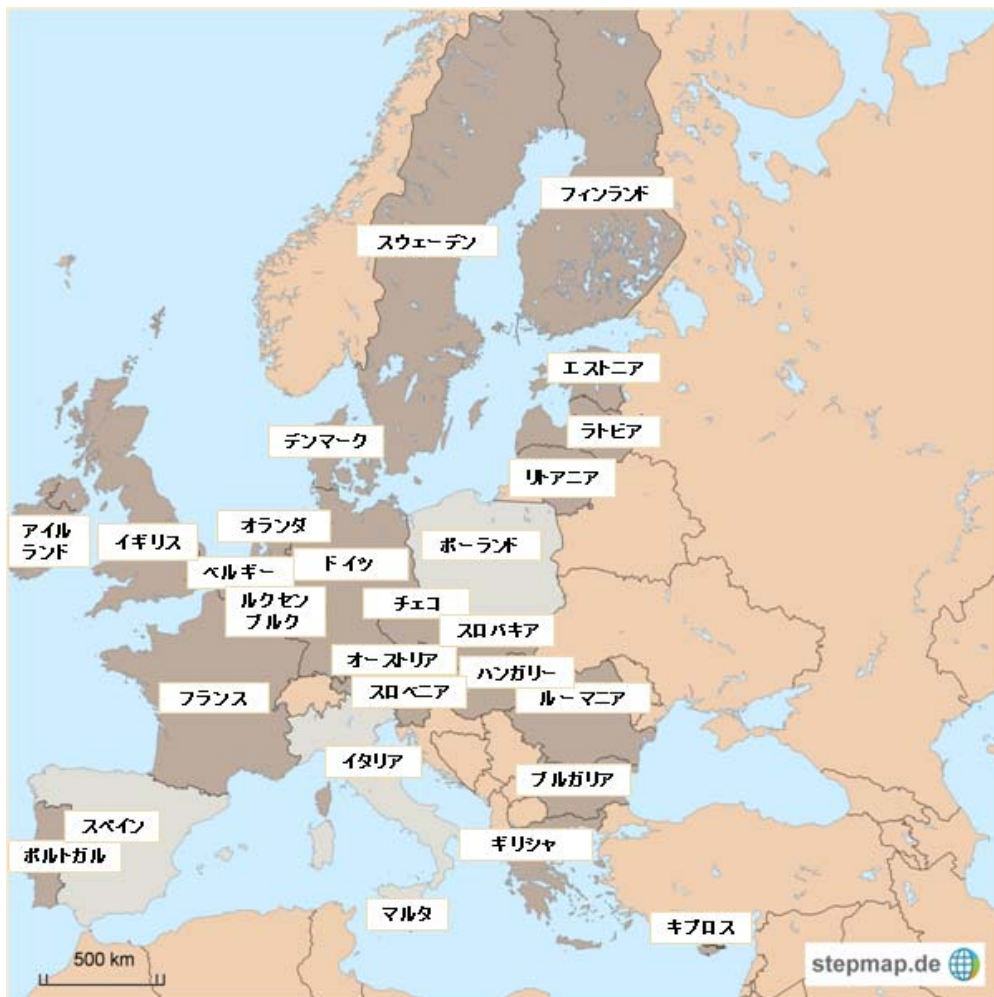 フィンランド
スウェーデン
エストニア
ラトビア
デンマーク
リトアニア
アイル
ランド
イギリス
オランダ
ポーランド
ベルギー
ドイツ
ルクセン
ブルク
チェコ
スロバキア
オーストリア
ハンガリー
スロベニア
ルーマニア
フランス
イタリア
ブルガリア
スペイン
ポルトガル
ギリシャ
マルタ
キプロス
500 km
stepmap.de